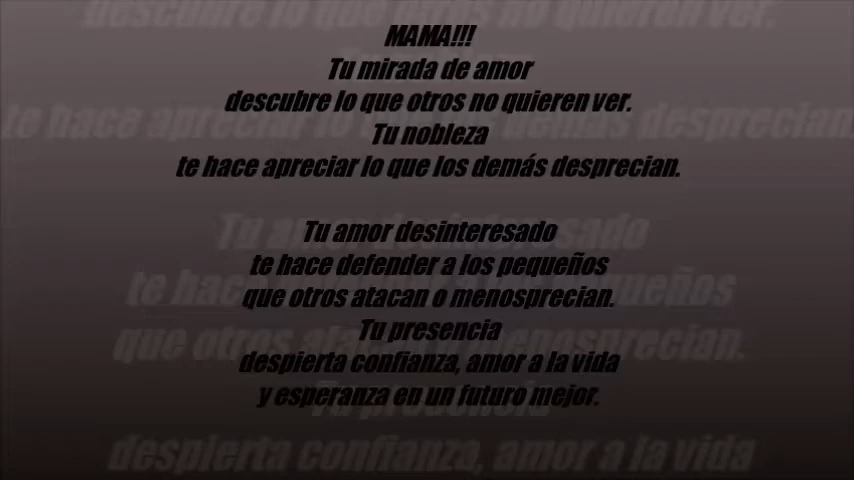 MAMA!!!
Tu mirada de amor
descubre lo que otros no quieren ver.
Tu nobleza
te hace apreciar lo que los demás desprecian.
Tu amor desinteresado
te hace defender a los pequeños
que otros atacan o menosprecian.
Tu presencia
despierta confianza, amor a la vida
y esperanza en un futuro mejor.